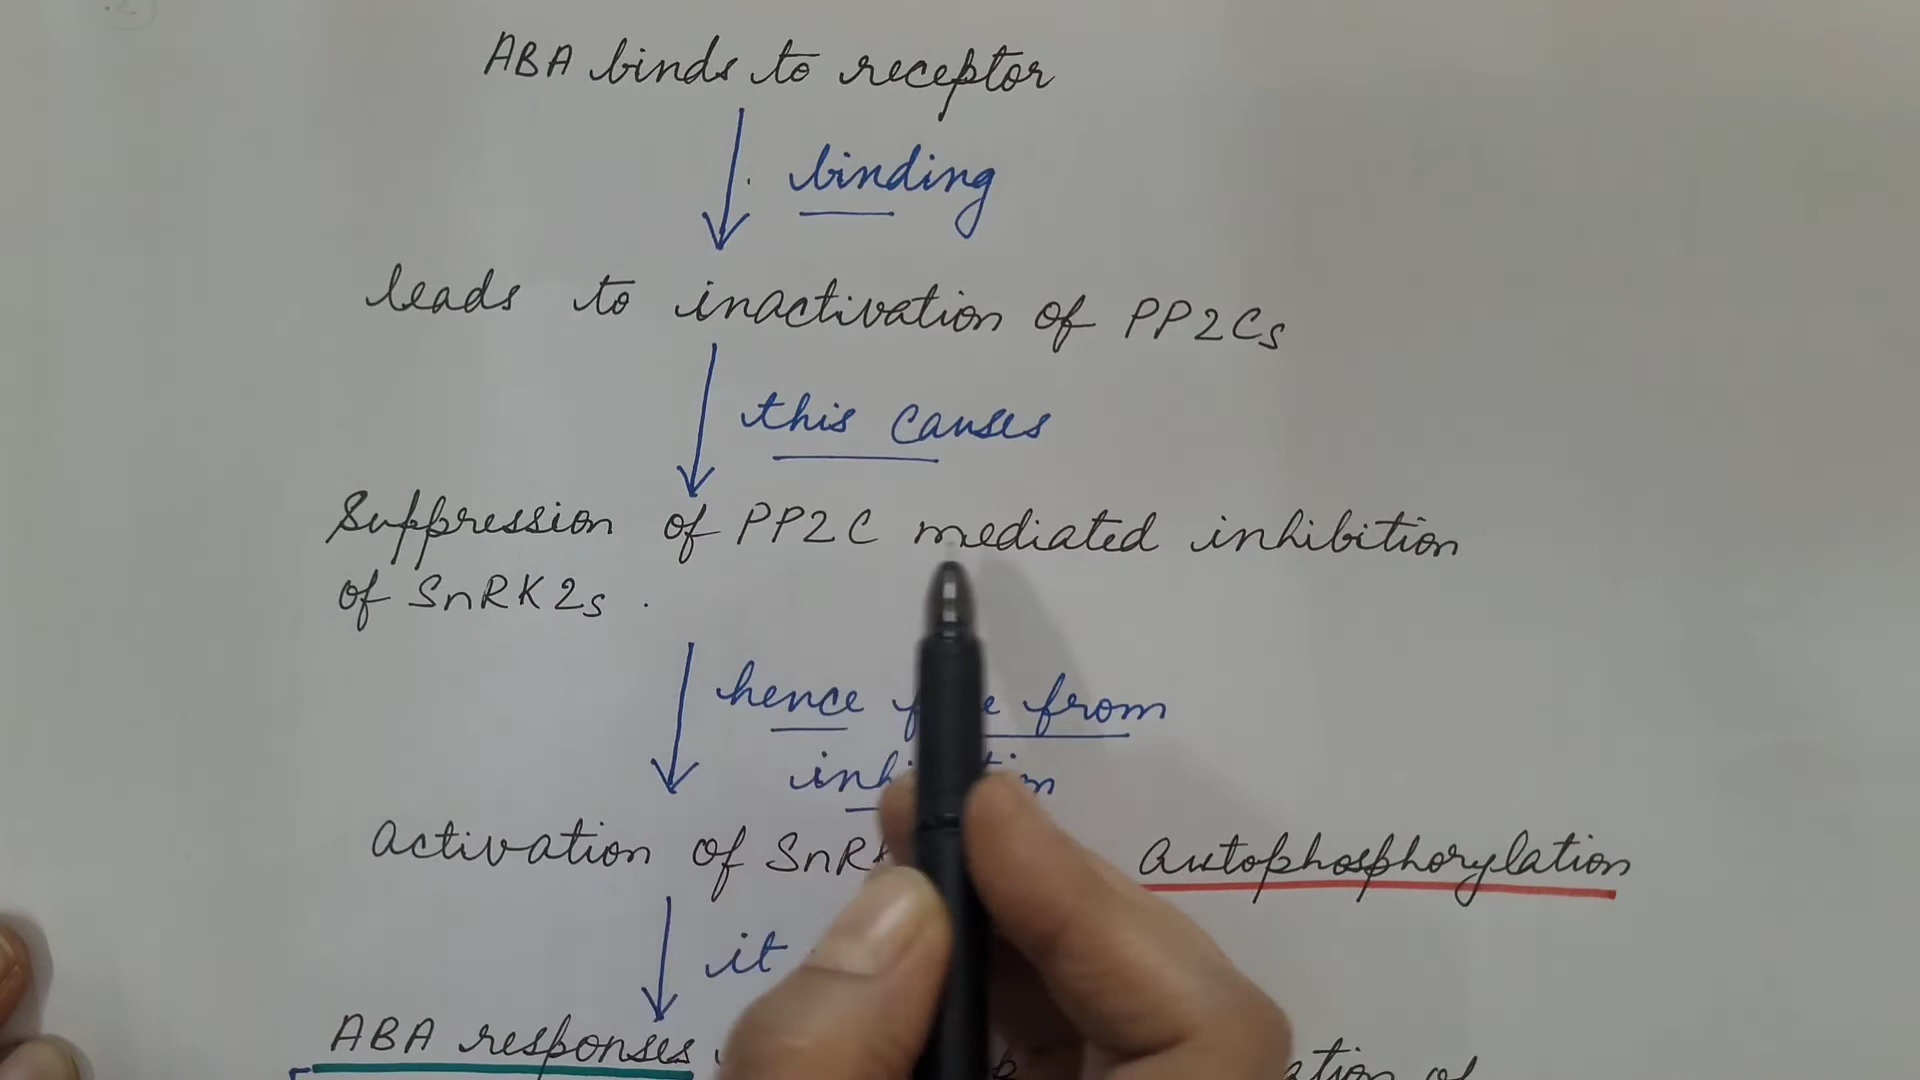 ABA binds to receptor
binding
leads to inactivation of PP2Cs
this causes
Suppression of PP2C mediated inhibition
of SnRK2s.
hence from
Activation of autophosphorylation
it
ABA responses
of